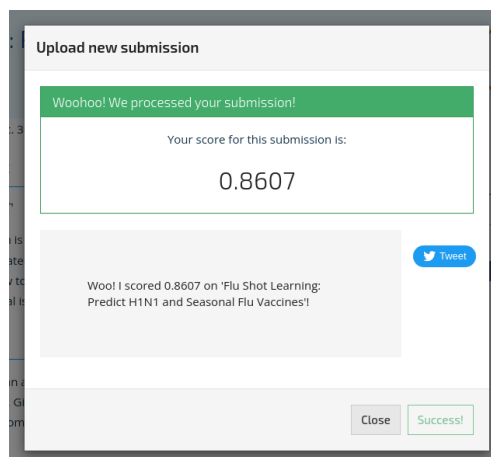 Upload new submission
Woohoo! We processed your submission!
Your score for this submission is:
0.8607
Tweet
Woo! I scored 0.8607 on 'Flu Shot Learning:
Predict H1N1 and Seasonal Flu Vaccines'!
Close
Success!